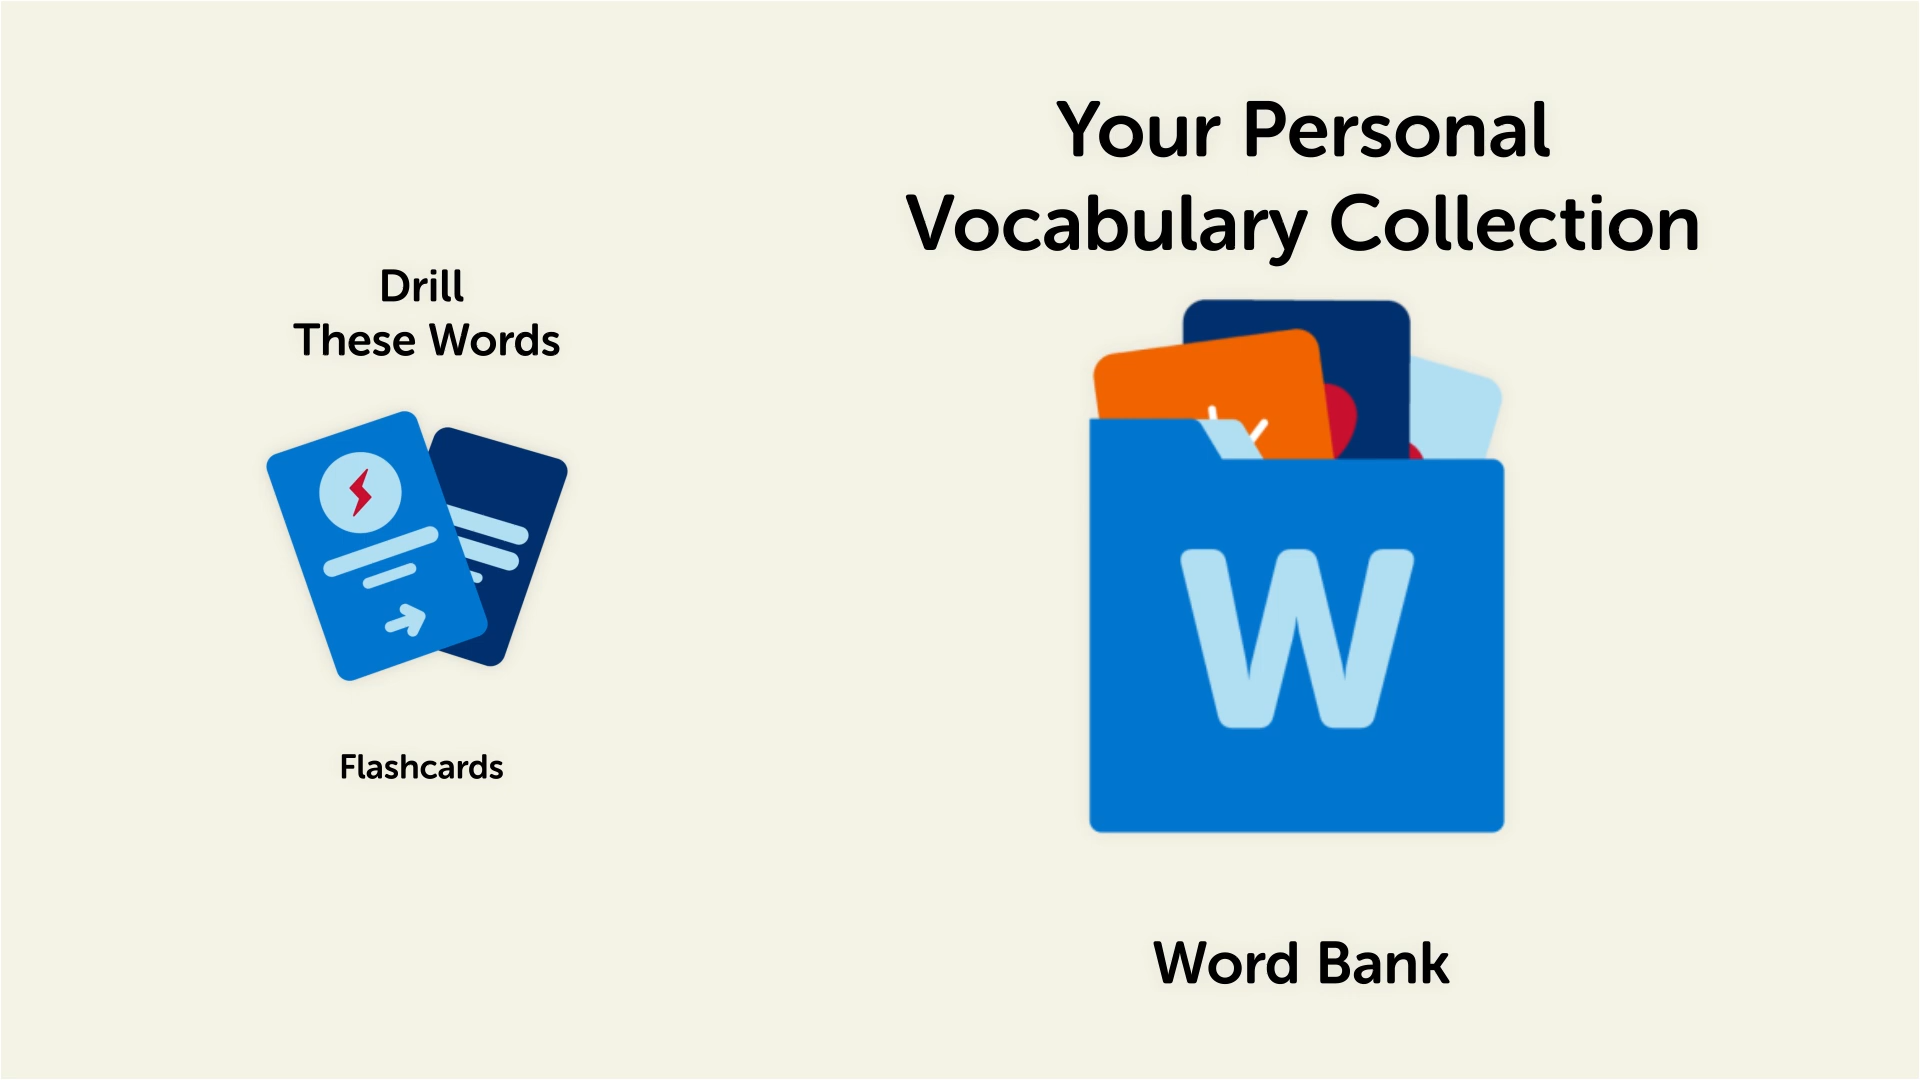 Drill
These Words
Flashcards
Your Personal
Vocabulary Collection
W
Word Bank